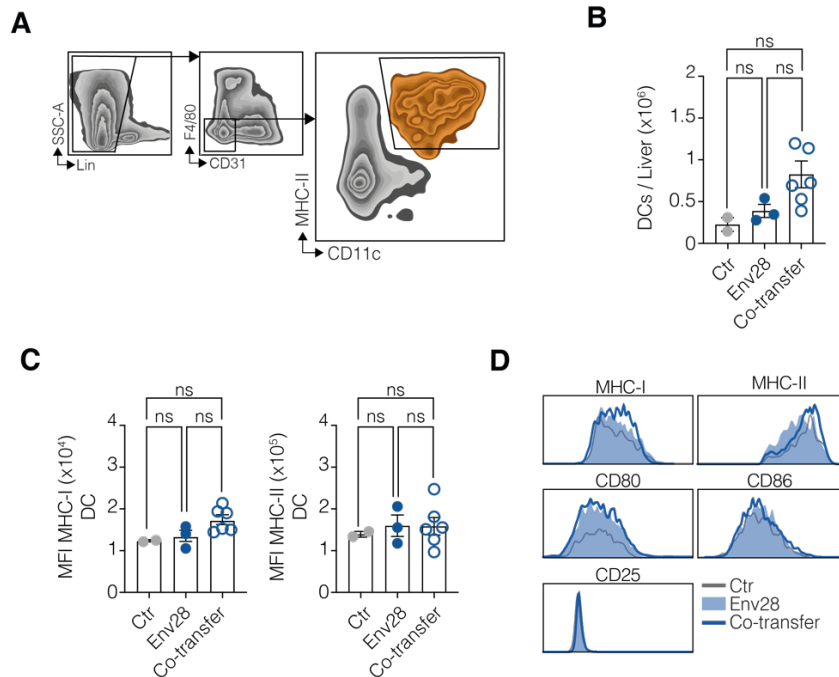 A
SSC-A
Lin
F4/80
CD31
MHC-II
CD11c
B
ns
ns ns
DCs / Liver (x10⁶)
2
1.5
1
0.5
0
Ctr
Env28
Co-transfer
C
ns
ns ns
MFI MHC-I (x10⁴)
DC
4
3
2
1
0
Ctr
Env28
Co-transfer
ns
ns ns
MFI MHC-II (x10⁵)
DC
4
3
2
1
0
Ctr
Env28
Co-transfer
D
MHC-I MHC-II
CD80 CD86
CD25
Ctr
Env28
Co-transfer